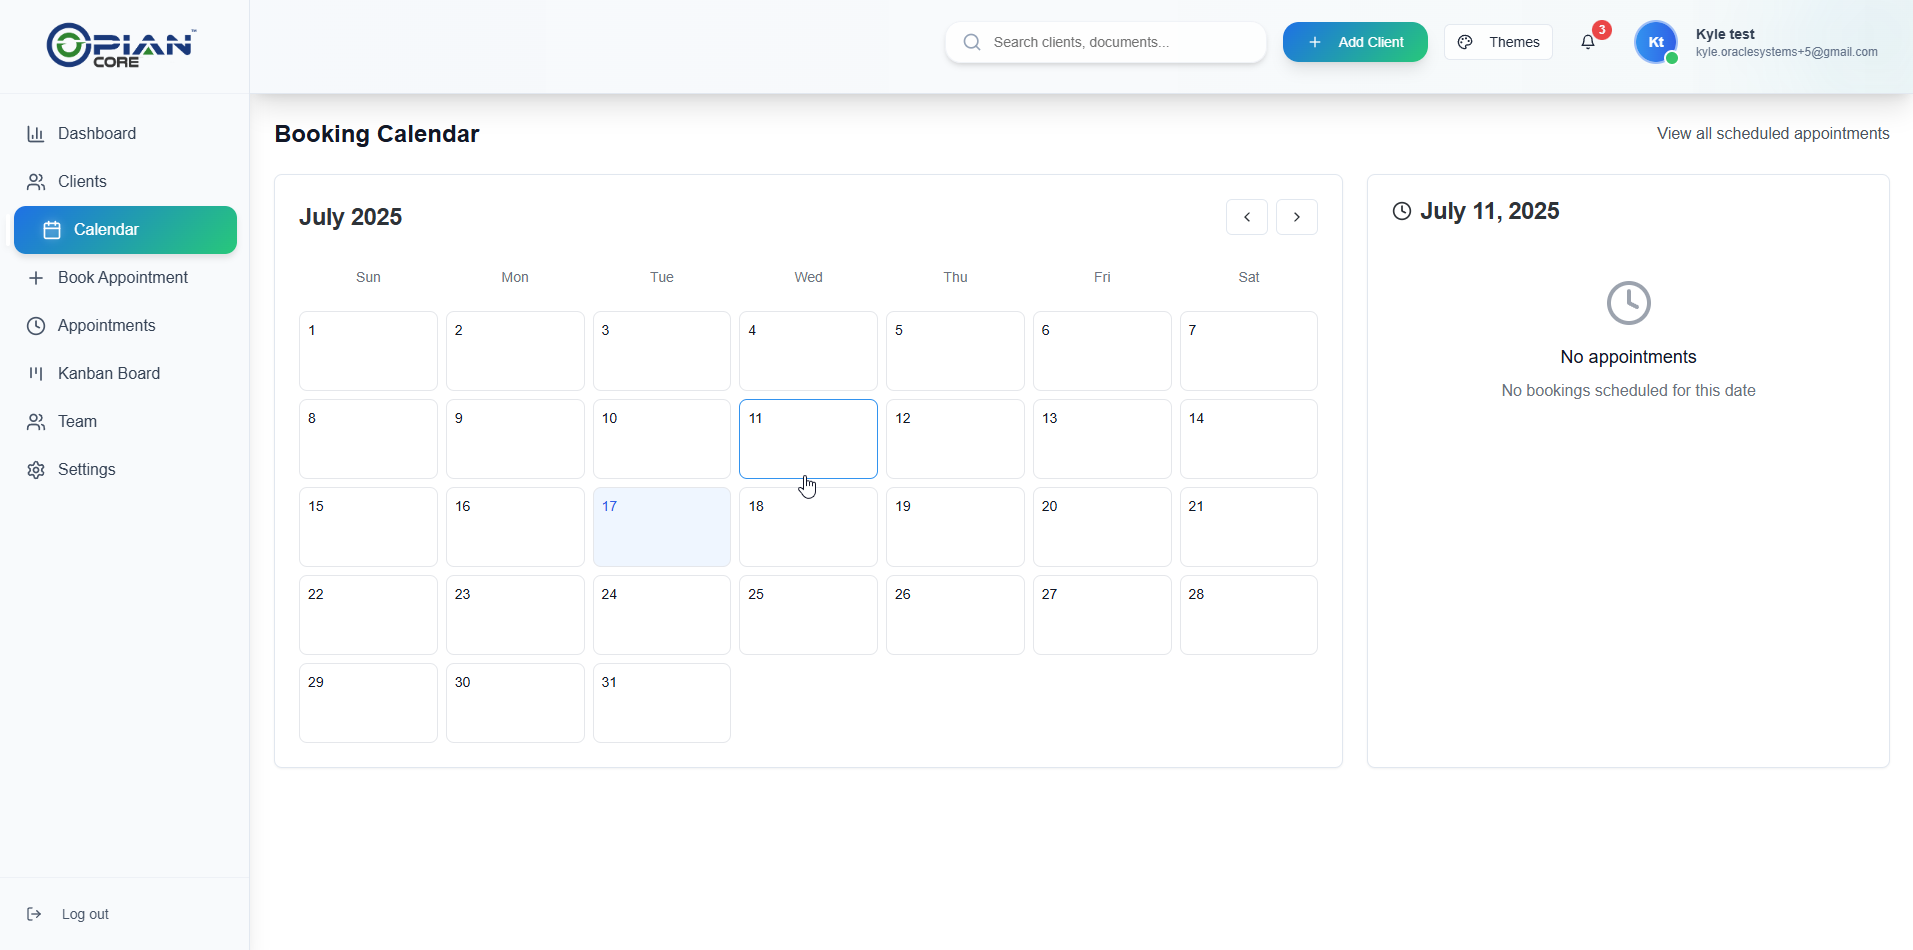 OPIAN™
CORE
Search clients, documents...
Add Client
Themes
3
Kt
Kyle test
kyle.oraclesystems+5@gmail.com
Dashboard
Clients
Calendar
Book Appointment
Appointments
Kanban Board
Team
Settings
Log out
Booking Calendar
View all scheduled appointments
July 2025
Sun Mon Tue Wed Thu Fri Sat
1 2 3 4 5 6 7
8 9 10 11 12 13 14
15 16 17 18 19 20 21
22 23 24 25 26 27 28
29 30 31
July 11, 2025
No appointments
No bookings scheduled for this date